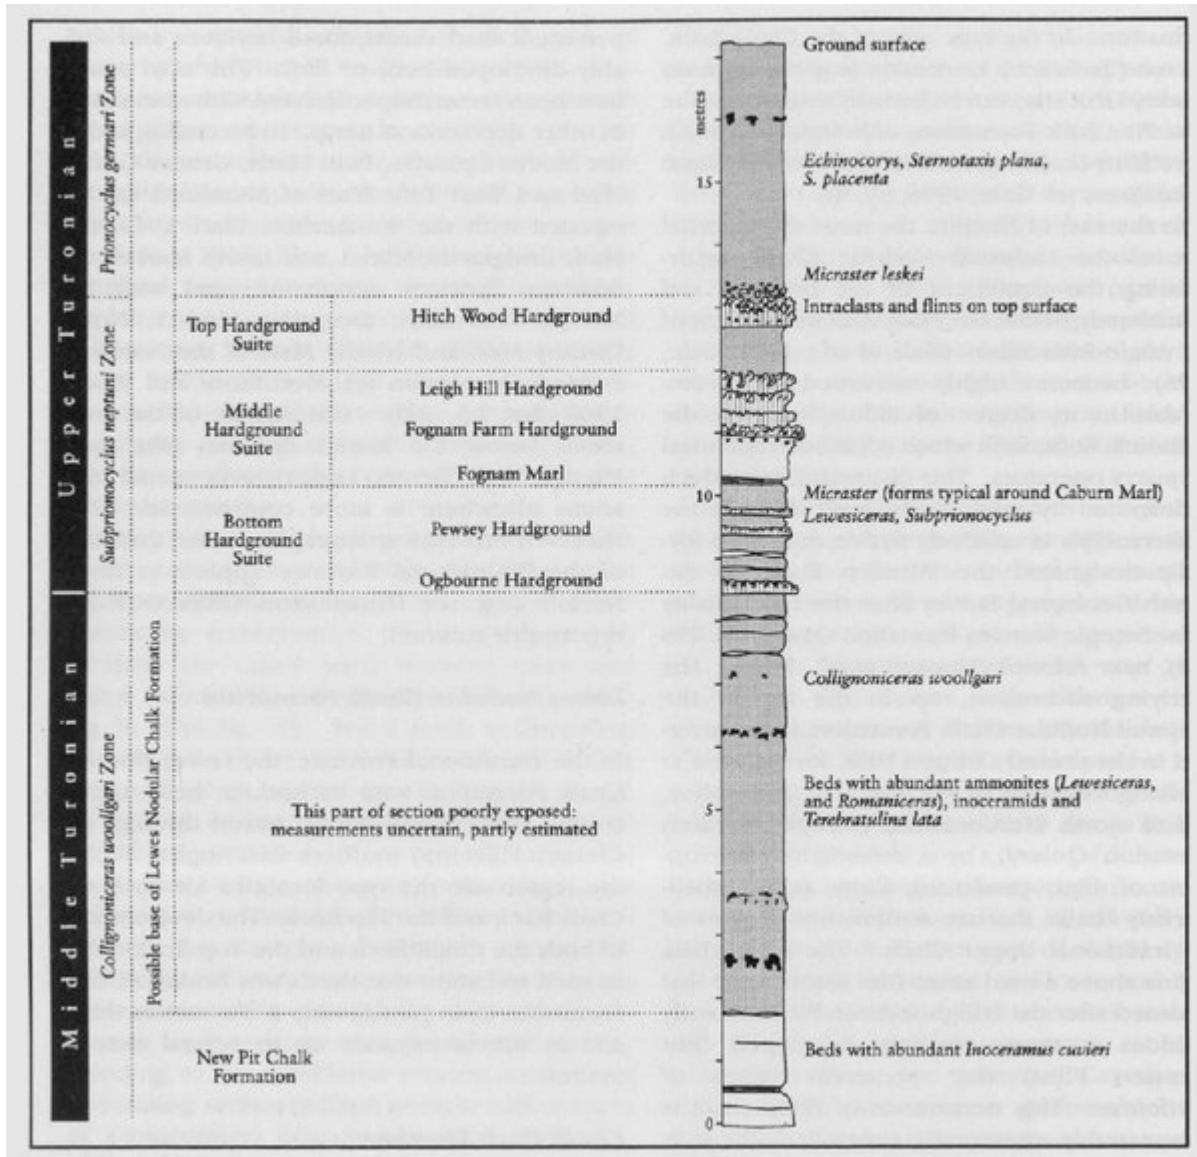 Upper Turonian
Middle Turonian
Prionocyclus germari Zone
Subprionocyclus neptuni Zone
Collignoniceras woollgari Zone
Possible base of Lewes Nodular Chalk Formation
Top Hardground
Suite
Middle
Hardground
Suite
Bottom
Hardground
Suite
New Pit Chalk
Formation
Hitch Wood Hardground
Leigh Hill Hardground
Fognam Farm Hardground
Fognam Marl
Pewsey Hardground
Ogbourne Hardground
This part of section poorly exposed:
measurements uncertain, partly estimated
metres
15
10
5
0
Ground surface
Echinocorys, Sternotaxis plana,
S. placenta
Micraster leskei
Intraclasts and flints on top surface
Micraster (forms typical around Caburn Marl)
Lewesiceras, Subprionocyclus
Collignoniceras woollgari
Beds with abundant ammonites (Lewesiceras,
and Romaniceras), inoceramids and
Terebratulina lata
Beds with abundant Inoceramus cuvieri